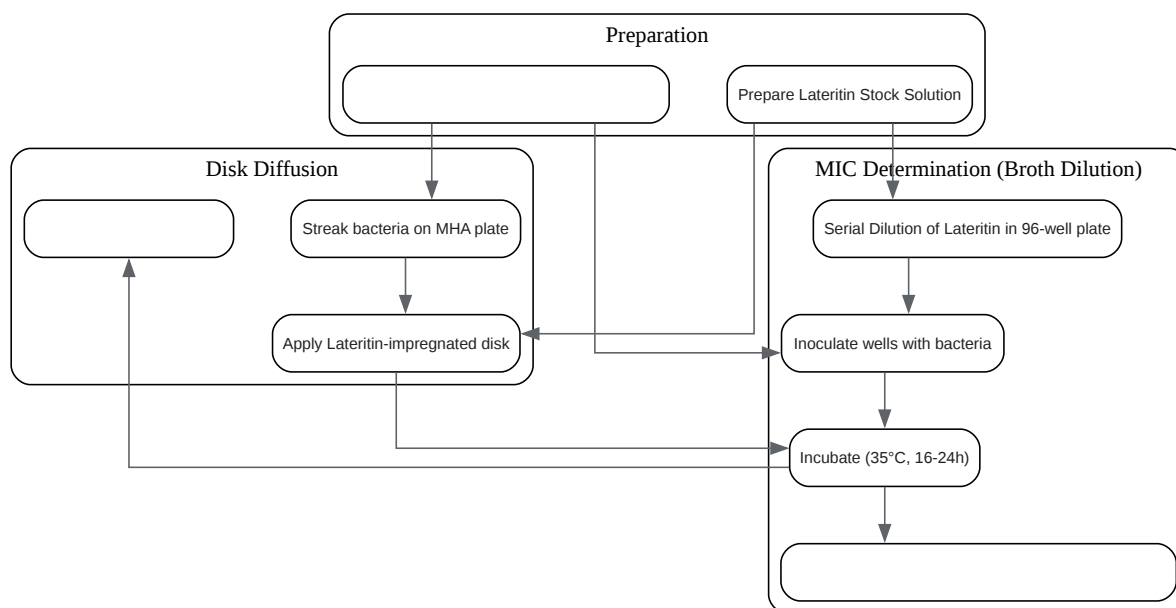 Preparation
Prepare Lateritin Stock Solution
Disk Diffusion
MIC Determination (Broth Dilution)
Streak bacteria on MHA plate
Serial Dilution of Lateritin in 96-well plate
Apply Lateritin-impregnated disk
Inoculate wells with bacteria
Incubate (35°C, 16-24h)